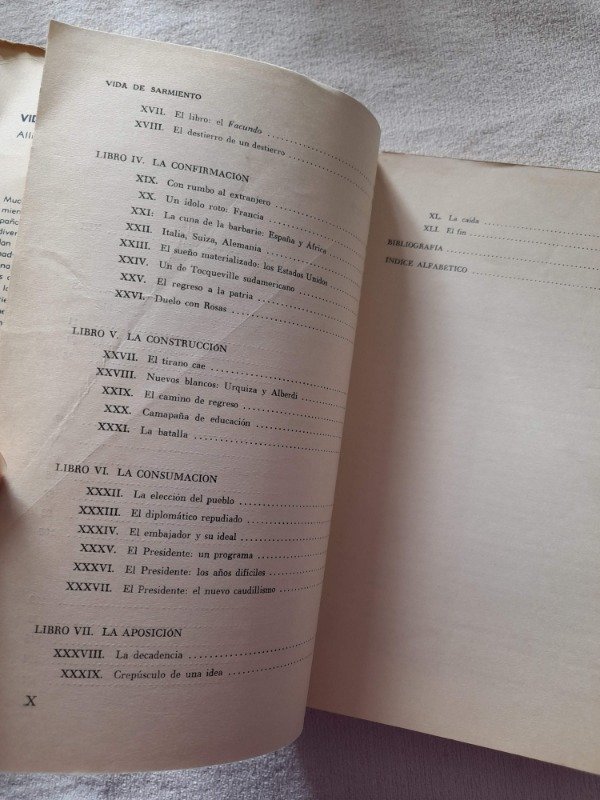 VIDA DE SARMIENTO
XVII. El libro: el Facundo
XVIII. El destierro de un destierro
LIBRO IV. LA CONFIRMACIÓN
XIX. Con rumbo al extranjero
XX. Un ídolo roto: Francia
XXI: La cuna de la barbarie: España y África
XXII. Italia, Suiza, Alemania
XXIII. El sueño materializado: los Estados Unidos
XXIV. Un do Tocqueville sudamericano
XXV. El regreso a la patria
XXVI. Duelo con Rosas
LIBRO V. LA CONSTRUCCIÓN
XXVII. El tirano cae
XXVIII. Nuevos blancos: Urquiza y Alberdi
XXIX. El camino de regreso
XXX. Camapaña de educación
XXXI. La batalla
LIBRO VI. LA CONSUMACION
XXXII. La elección del pueblo
XXXIII. El diplomático repudiado
XXXIV. El embajador y su ideal
XXXV. El Presidente: un programa
XXXVI. El Presidente: los años difíciles
XXXVII. El Presidente: el nuevo caudillismo
LIBRO VII. LA APOSICIÓN
XXXVIII. La decadencia
XXXIX. Crepúsculo de una idea
X
XL. La caída
XLI. El fin
BIBLIOGRAFIA
INDICE ALFABETICO